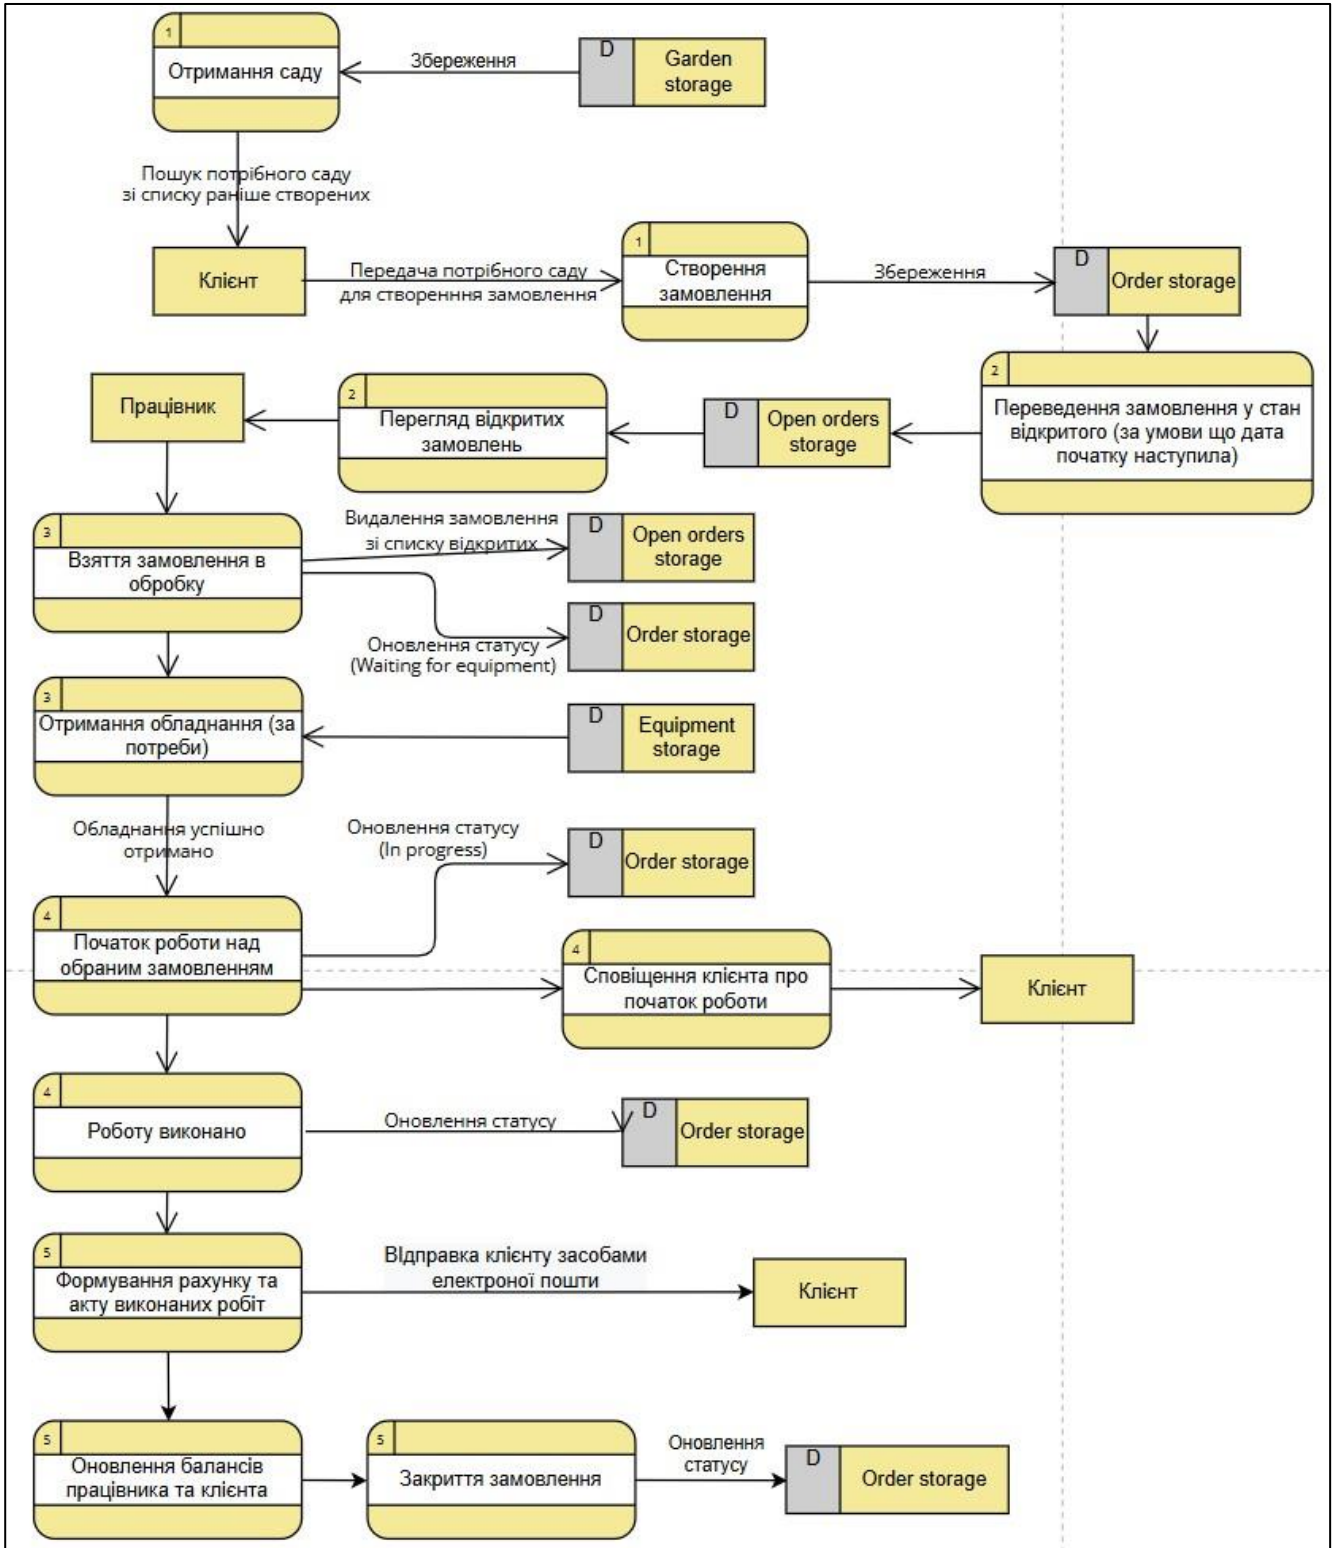 1
Отримання саду
Збереження
D
Garden
storage
Пошук потрібного саду
зі списку раніше створених
Клієнт
Передача потрібного саду
для створенння замовлення
1
Створення
замовлення
Збереження
D
Order storage
Працівник
2
Перегляд відкритих
замовлень
D
Open orders
storage
2
Переведення замовлення у стан
відкритого (за умови що дата
початку наступила)
3
Взяття замовлення в
обробку
Видалення замовлення
зі списку відкритих
D
Open orders
storage
Оновлення статусу
(Waiting for equipment)
D
Order storage
3
Отримання обладнання (за
потреби)
D
Equipment
storage
Обладнання успішно
отримано
Оновлення статусу
(In progress)
D
Order storage
4
Початок роботи над
обраним замовленням
4
Сповіщення клієнта про
початок роботи
Клієнт
4
Роботу виконано
Оновлення статусу
D
Order storage
5
Формування рахунку та
акту виконаних робіт
ВІдправка клієнту засобами
електроної пошти
Клієнт
5
Оновлення балансів
працівника та клієнта
5
Закриття замовлення
Оновлення
статусу
D
Order storage